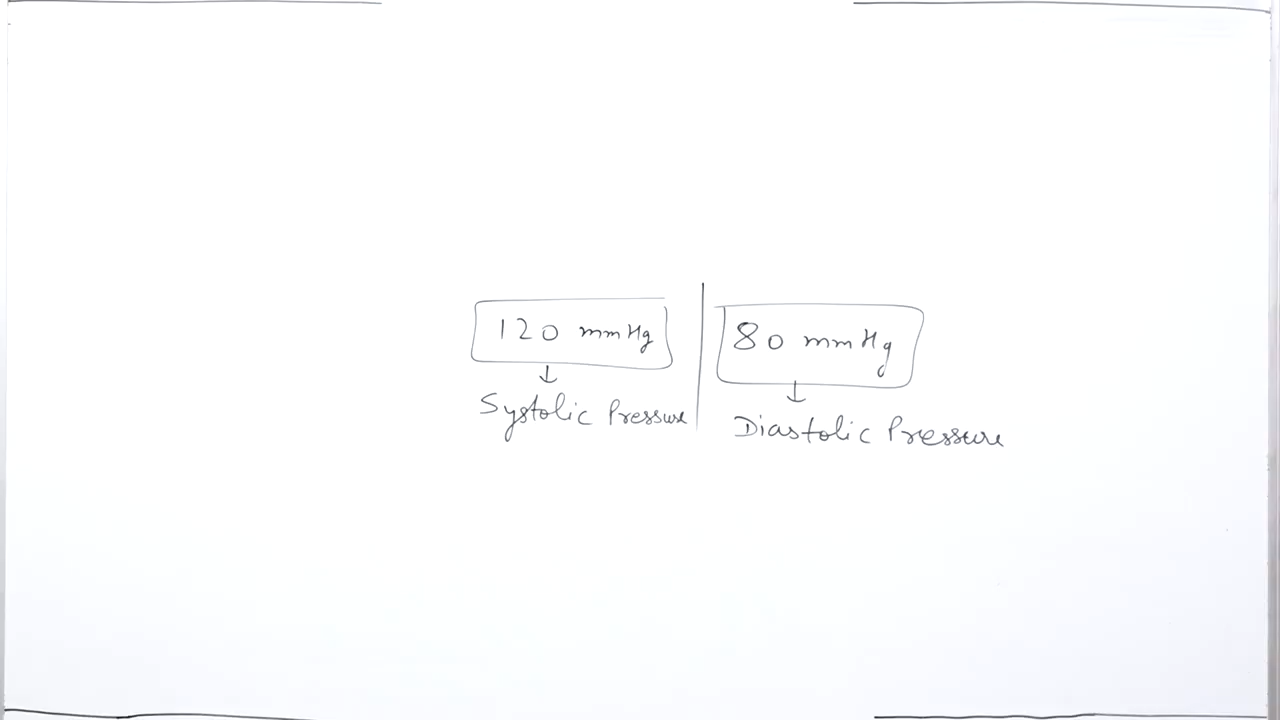 120 mmHg | 80 mmHg
↓ ↓
Systolic Pressure | Diastolic Pressure